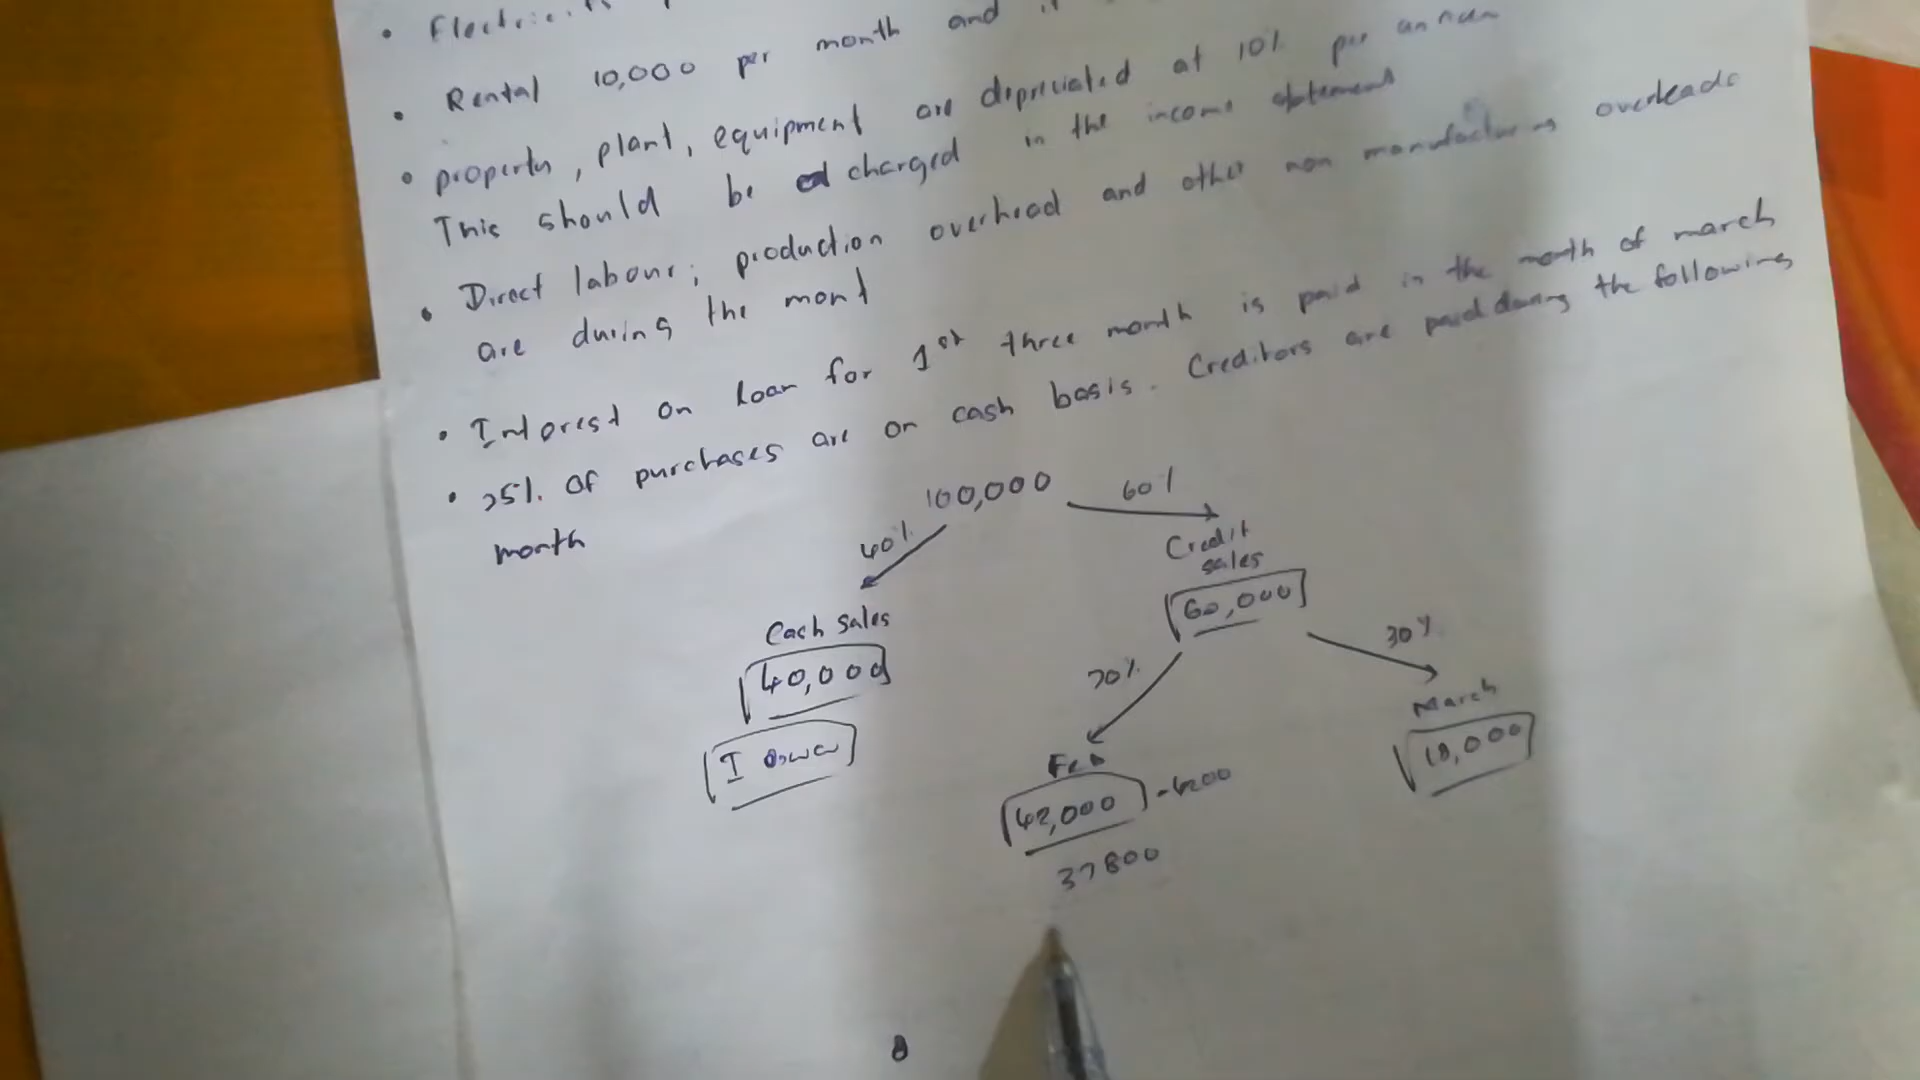 • Electricity
• Rental 10,000 per month and it
• property, plant, equipment are depreciated at 10% per annum
This should be charged in the income statement
• Direct labour, production overhead and other non manufacturing overheads
are during the mont
• Interest on loan for 1st three month is paid in the month of march
• 25% of purchases are on cash basis. Creditors are paid during the following
month
100,000
40%
60%
Cash sales
40,000
Credit
sales
60,000
70%
30%
Feb
42,000 - 4200
37800
March
18,000